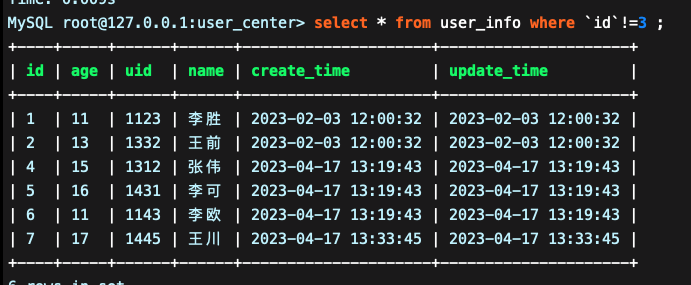 Time: 0.009s
MySQL root@127.0.0.1:user_center> select * from user_info where `id`!=3 ;
+----+-----+------+------+---------------------+---------------------+
| id | age | uid | name | create_time | update_time |
+----+-----+------+------+---------------------+---------------------+
| 1 | 11 | 1123 | 李胜 | 2023-02-03 12:00:32 | 2023-02-03 12:00:32 |
| 2 | 13 | 1332 | 王前 | 2023-02-03 12:00:32 | 2023-02-03 12:00:32 |
| 4 | 15 | 1312 | 张伟 | 2023-04-17 13:19:43 | 2023-04-17 13:19:43 |
| 5 | 16 | 1431 | 李可 | 2023-04-17 13:19:43 | 2023-04-17 13:19:43 |
| 6 | 11 | 1143 | 李欧 | 2023-04-17 13:19:43 | 2023-04-17 13:19:43 |
| 7 | 17 | 1445 | 王川 | 2023-04-17 13:33:45 | 2023-04-17 13:33:45 |
+----+-----+------+------+---------------------+---------------------+
6 rows in set